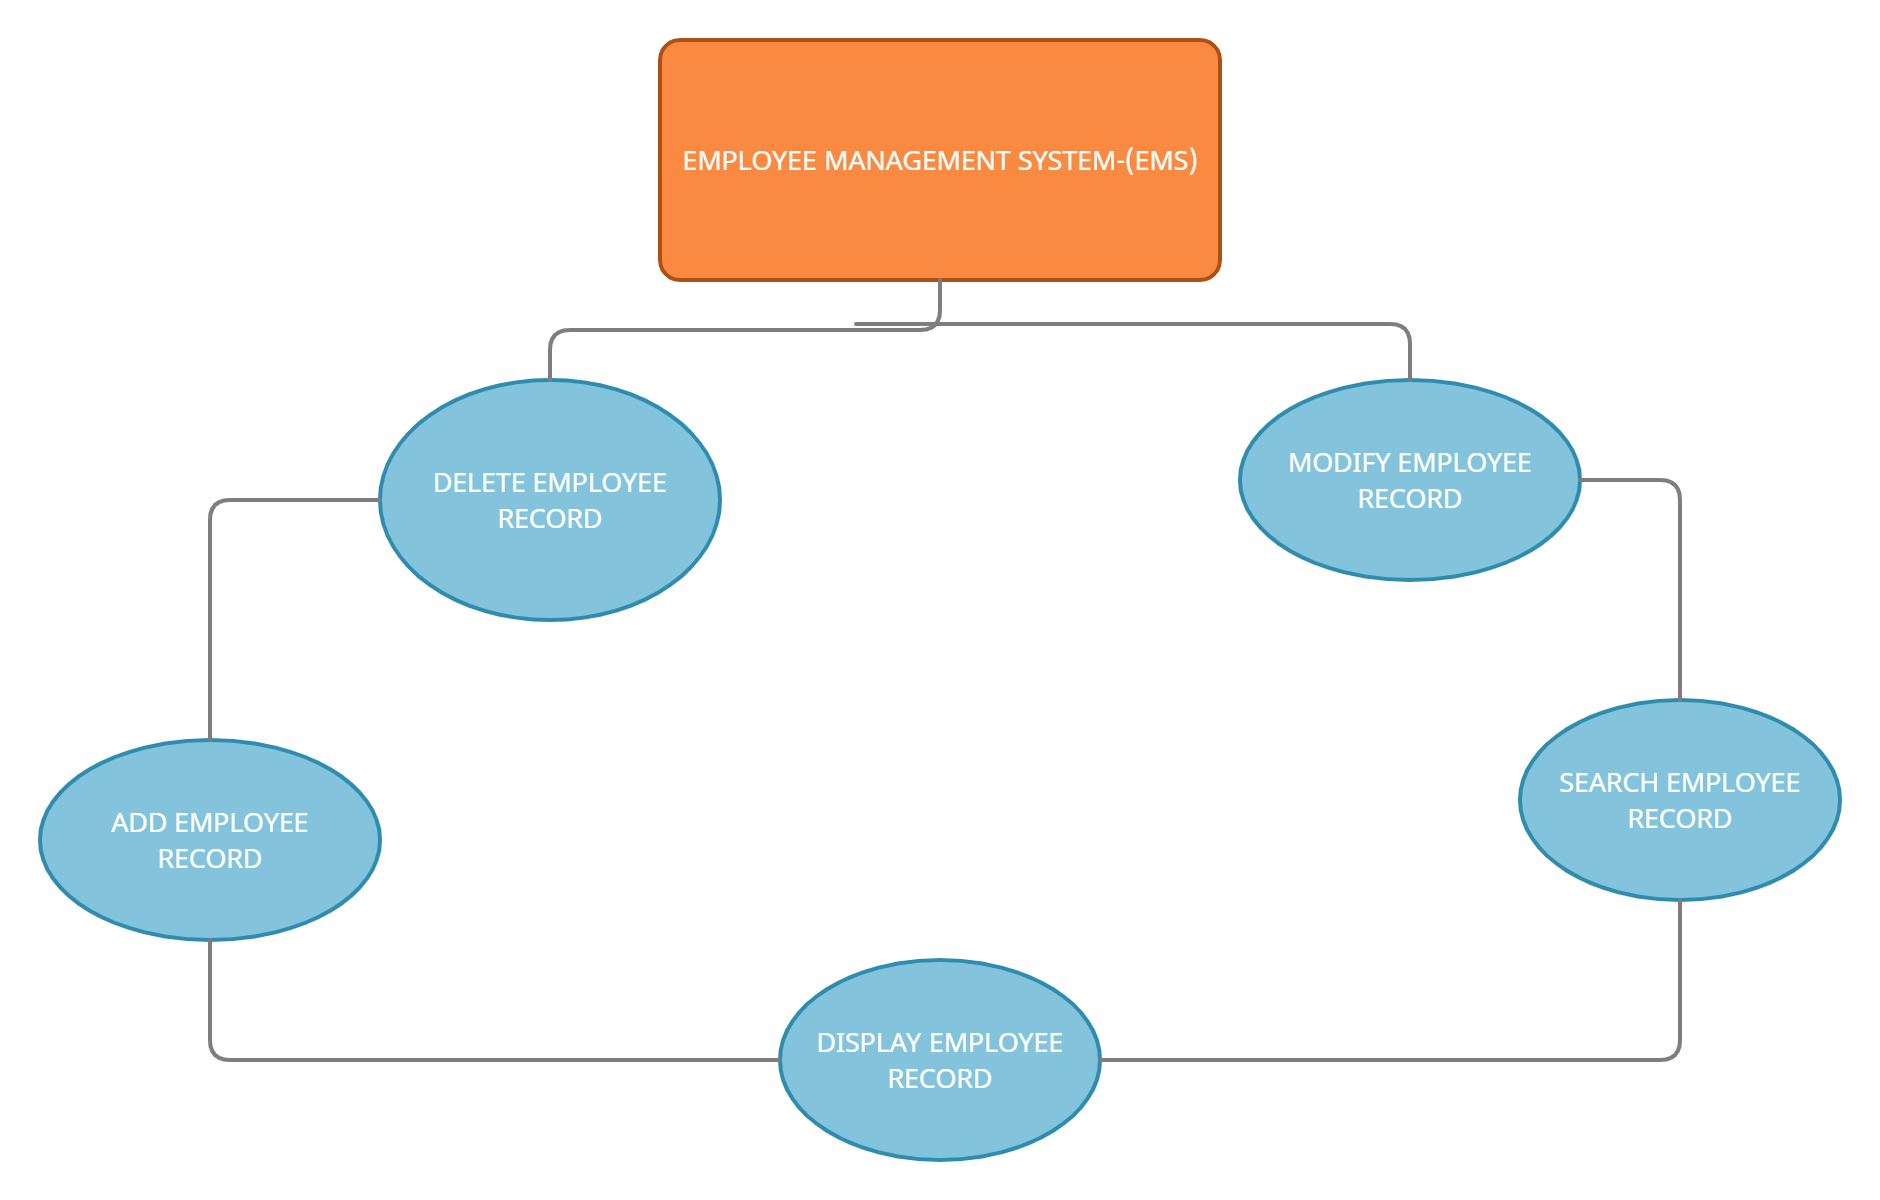 EMPLOYEE MANAGEMENT SYSTEM-(EMS)
DELETE EMPLOYEE
RECORD
MODIFY EMPLOYEE
RECORD
ADD EMPLOYEE
RECORD
SEARCH EMPLOYEE
RECORD
DISPLAY EMPLOYEE
RECORD